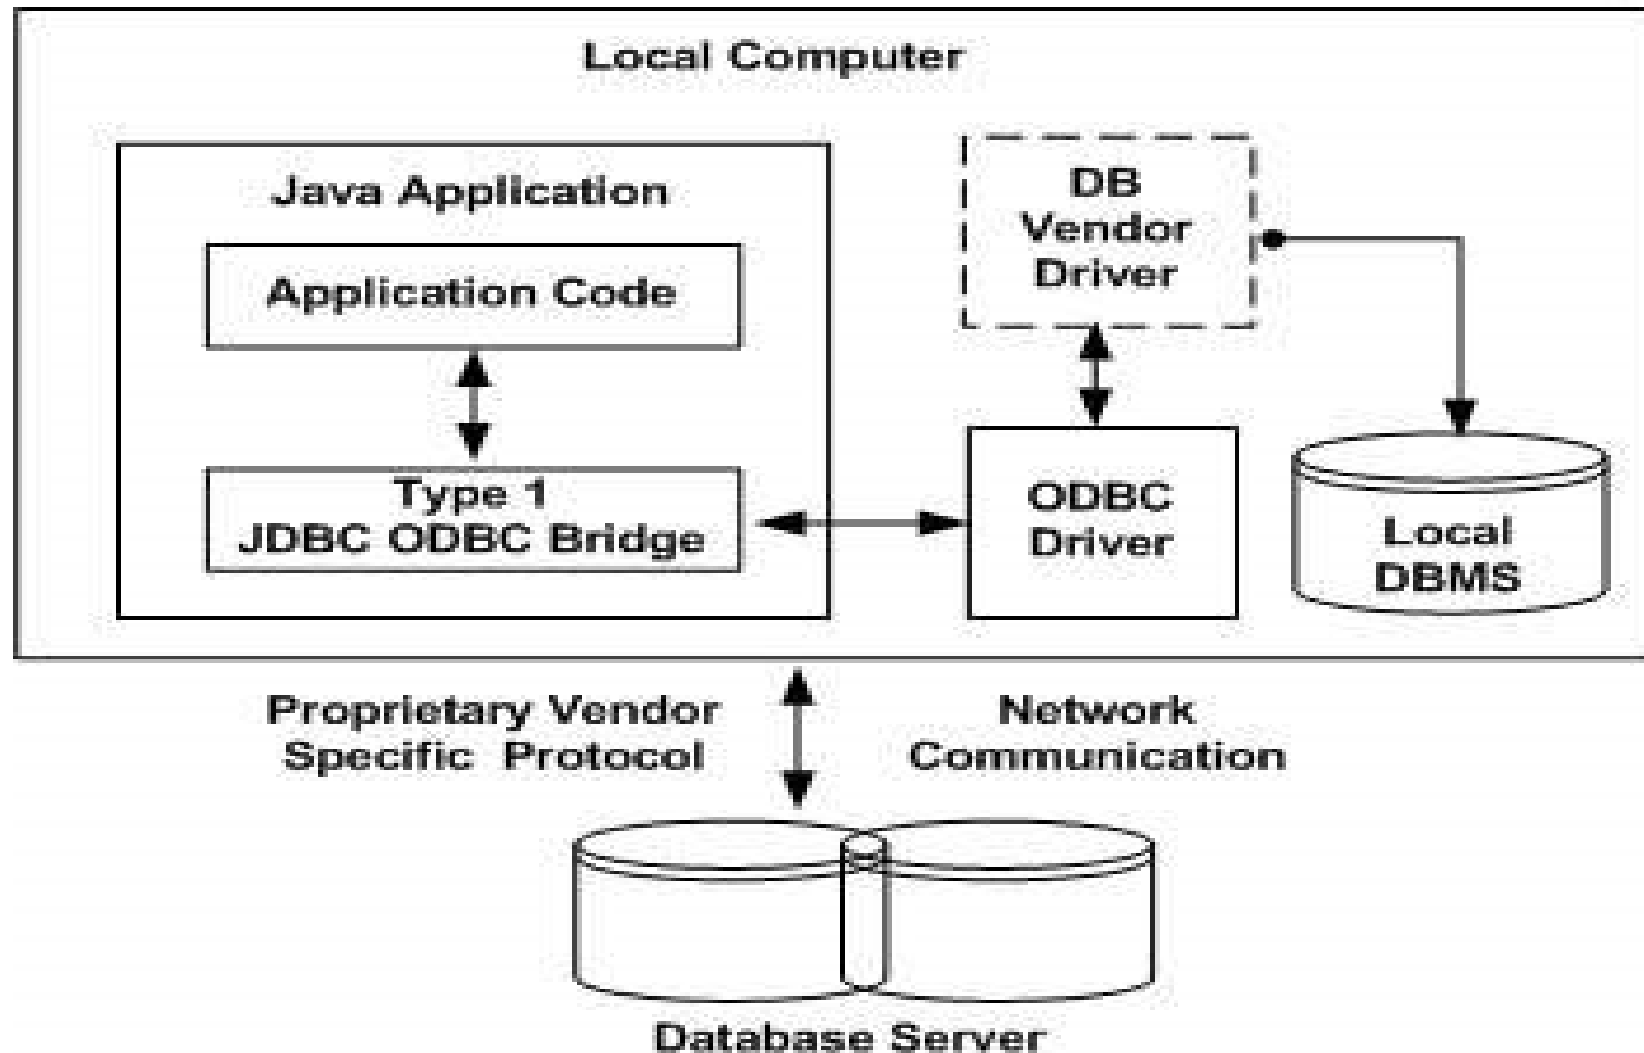 Local Computer
Java Application
Application Code
Type 1
JDBC ODBC Bridge
DB
Vendor
Driver
ODBC
Driver
Local
DBMS
Proprietary Vendor
Specific Protocol
Network
Communication
Database Server